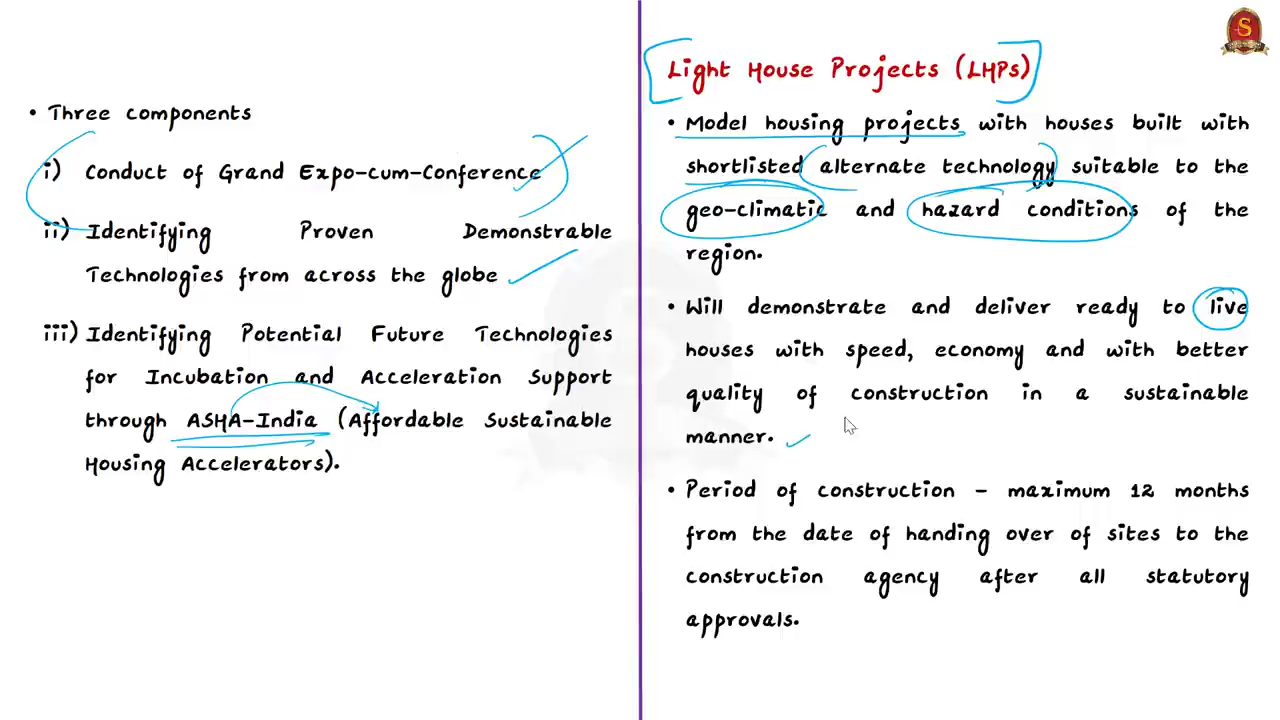 • Three components
i) Conduct of Grand Expo-cum-Conference
ii) Identifying Proven Demonstrable
Technologies from across the globe
iii) Identifying Potential Future Technologies
for Incubation and Acceleration Support
through ASHA-India (Affordable Sustainable
Housing Accelerators).
Light House Projects (LHPs)
• Model housing projects with houses built with
shortlisted alternate technology suitable to the
geo-climatic and hazard conditions of the
region.
• Will demonstrate and deliver ready to live
houses with speed, economy and with better
quality of construction in a sustainable
manner.
• Period of construction - maximum 12 months
from the date of handing over of sites to the
construction agency after all statutory
approvals.
S